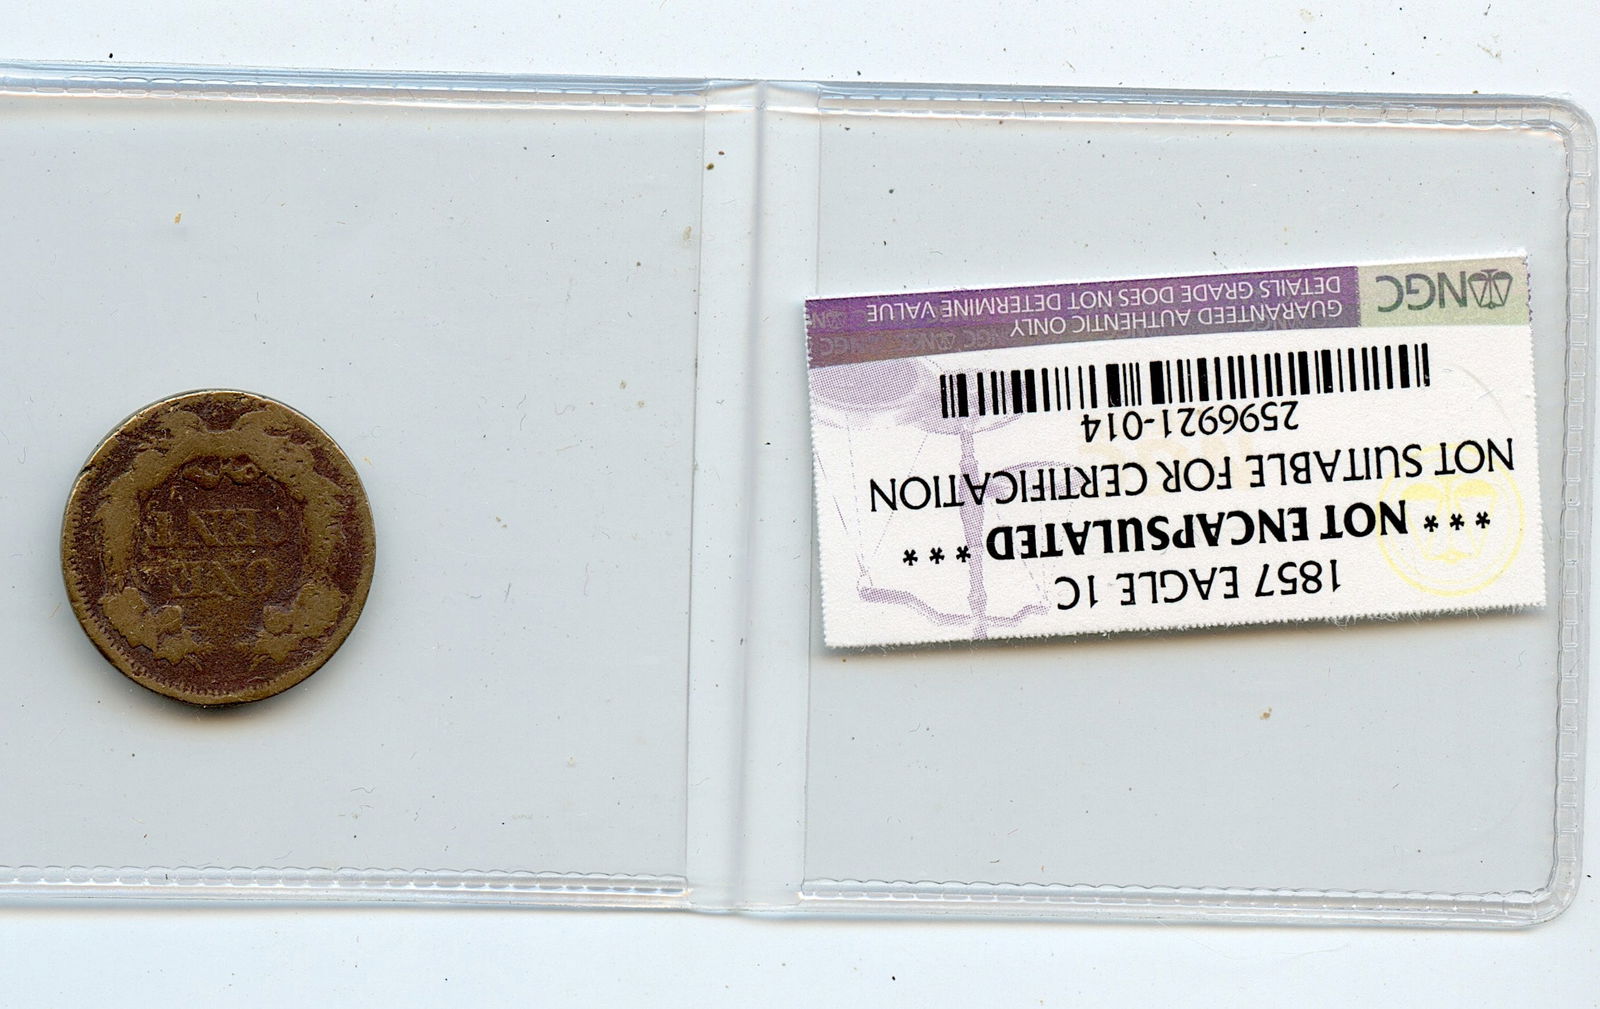 NGC
GUARANTEED AUTHENTIC ONLY
DETAILS GRADE DOES NOT DETERMINE VALUE
2596921-014
NOT SUITABLE FOR CERTIFICATION
*** NOT ENCAPSULATED ***
1857 EAGLE 1C
ONE
CENT